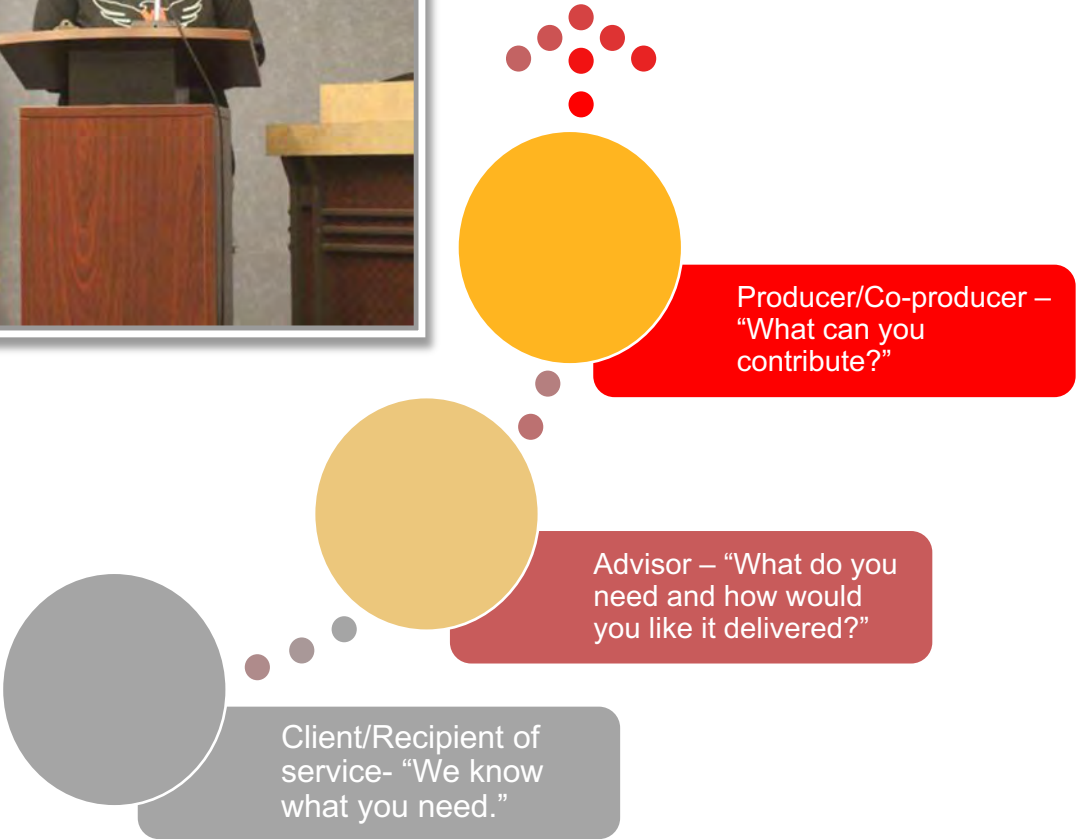 Producer/Co-producer –
“What can you
contribute?”
Advisor – “What do you
need and how would
you like it delivered?”
Client/Recipient of
service- “We know
what you need.”